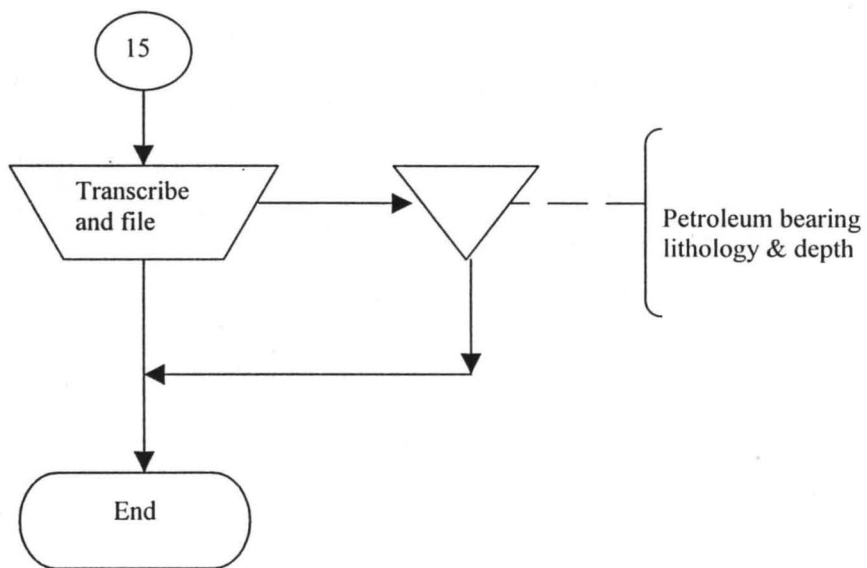 15
Transcribe
and file
Petroleum bearing
lithology & depth
End